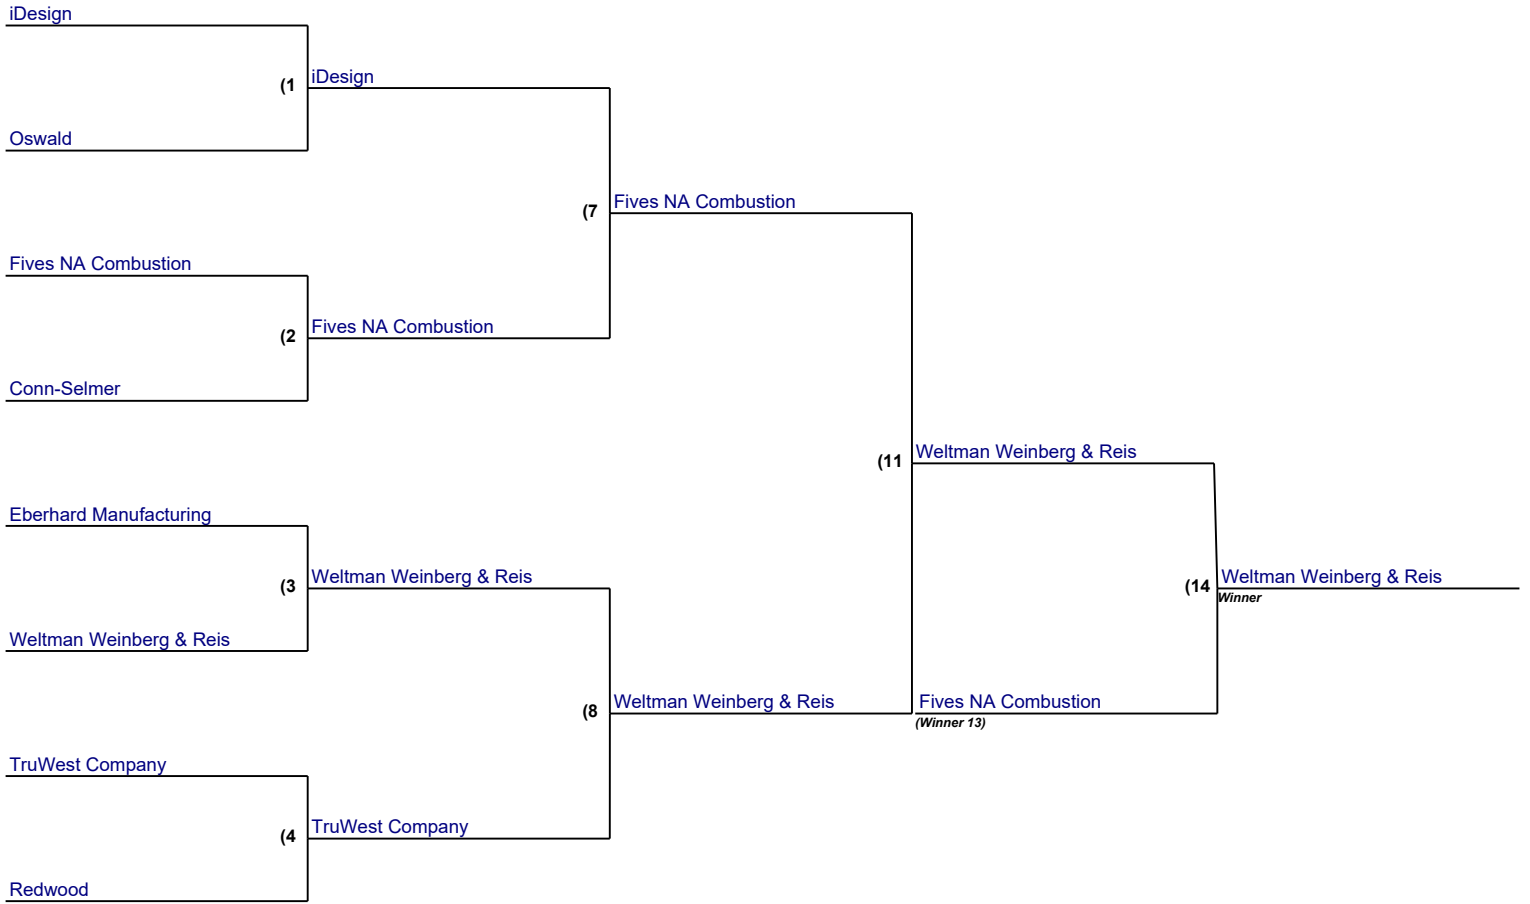 iDesign
(1
iDesign
Oswald
(7
Fives NA Combustion
Fives NA Combustion
(2
Fives NA Combustion
Conn-Selmer
(11
Weltman Weinberg & Reis
Eberhard Manufacturing
(3
Weltman Weinberg & Reis
(14
Weltman Weinberg & Reis
Winner
Weltman Weinberg & Reis
(8
Weltman Weinberg & Reis
Fives NA Combustion
(Winner 13)
TruWest Company
(4
TruWest Company
Redwood